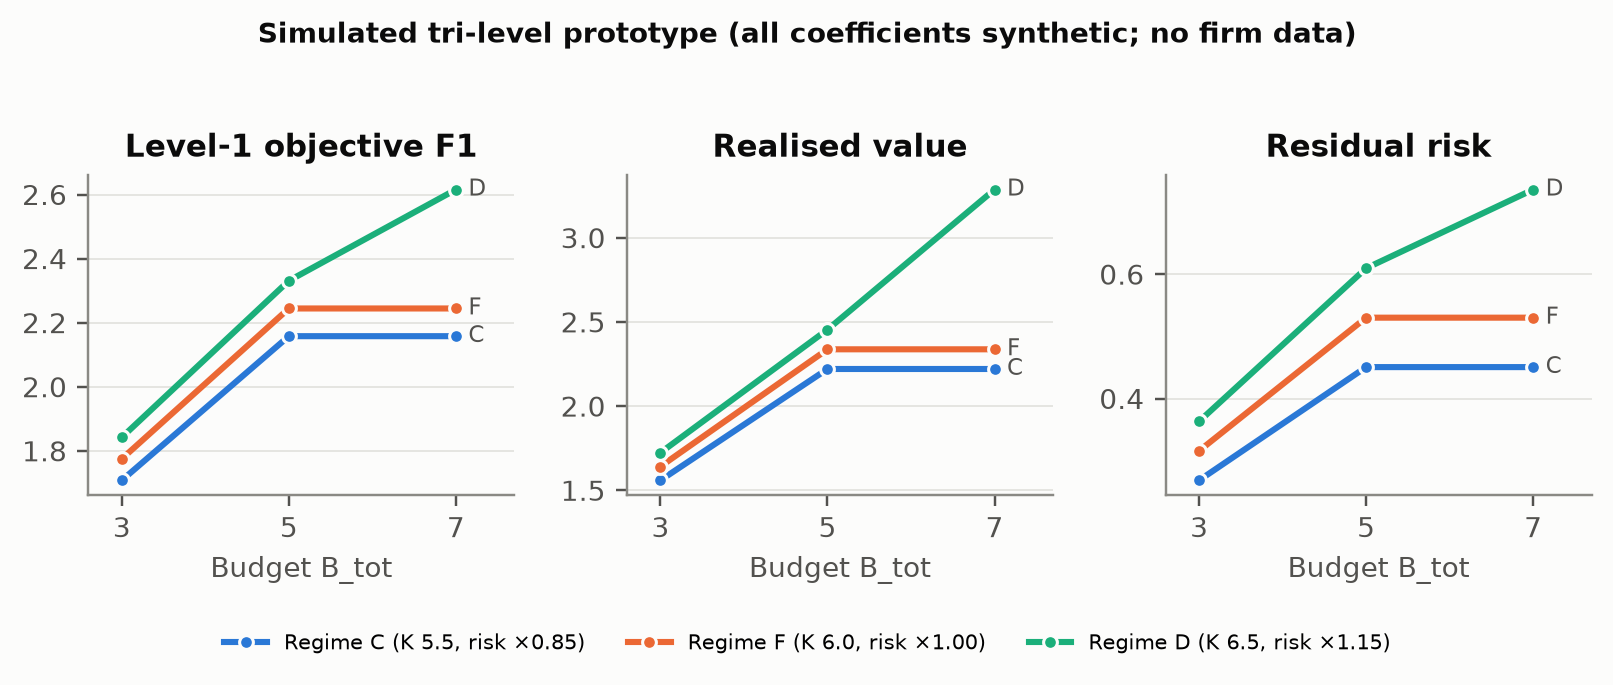 Simulated tri-level prototype (all coefficients synthetic; no firm data)
Level-1 objective F1
2.6
2.4
2.2
2.0
1.8
D
F
C
3 5 7
Budget B_tot
Realised value
3.0
2.5
2.0
1.5
D
F
C
3 5 7
Budget B_tot
Residual risk
0.6
0.4
D
F
C
3 5 7
Budget B_tot
Regime C (K 5.5, risk ×0.85)
Regime F (K 6.0, risk ×1.00)
Regime D (K 6.5, risk ×1.15)